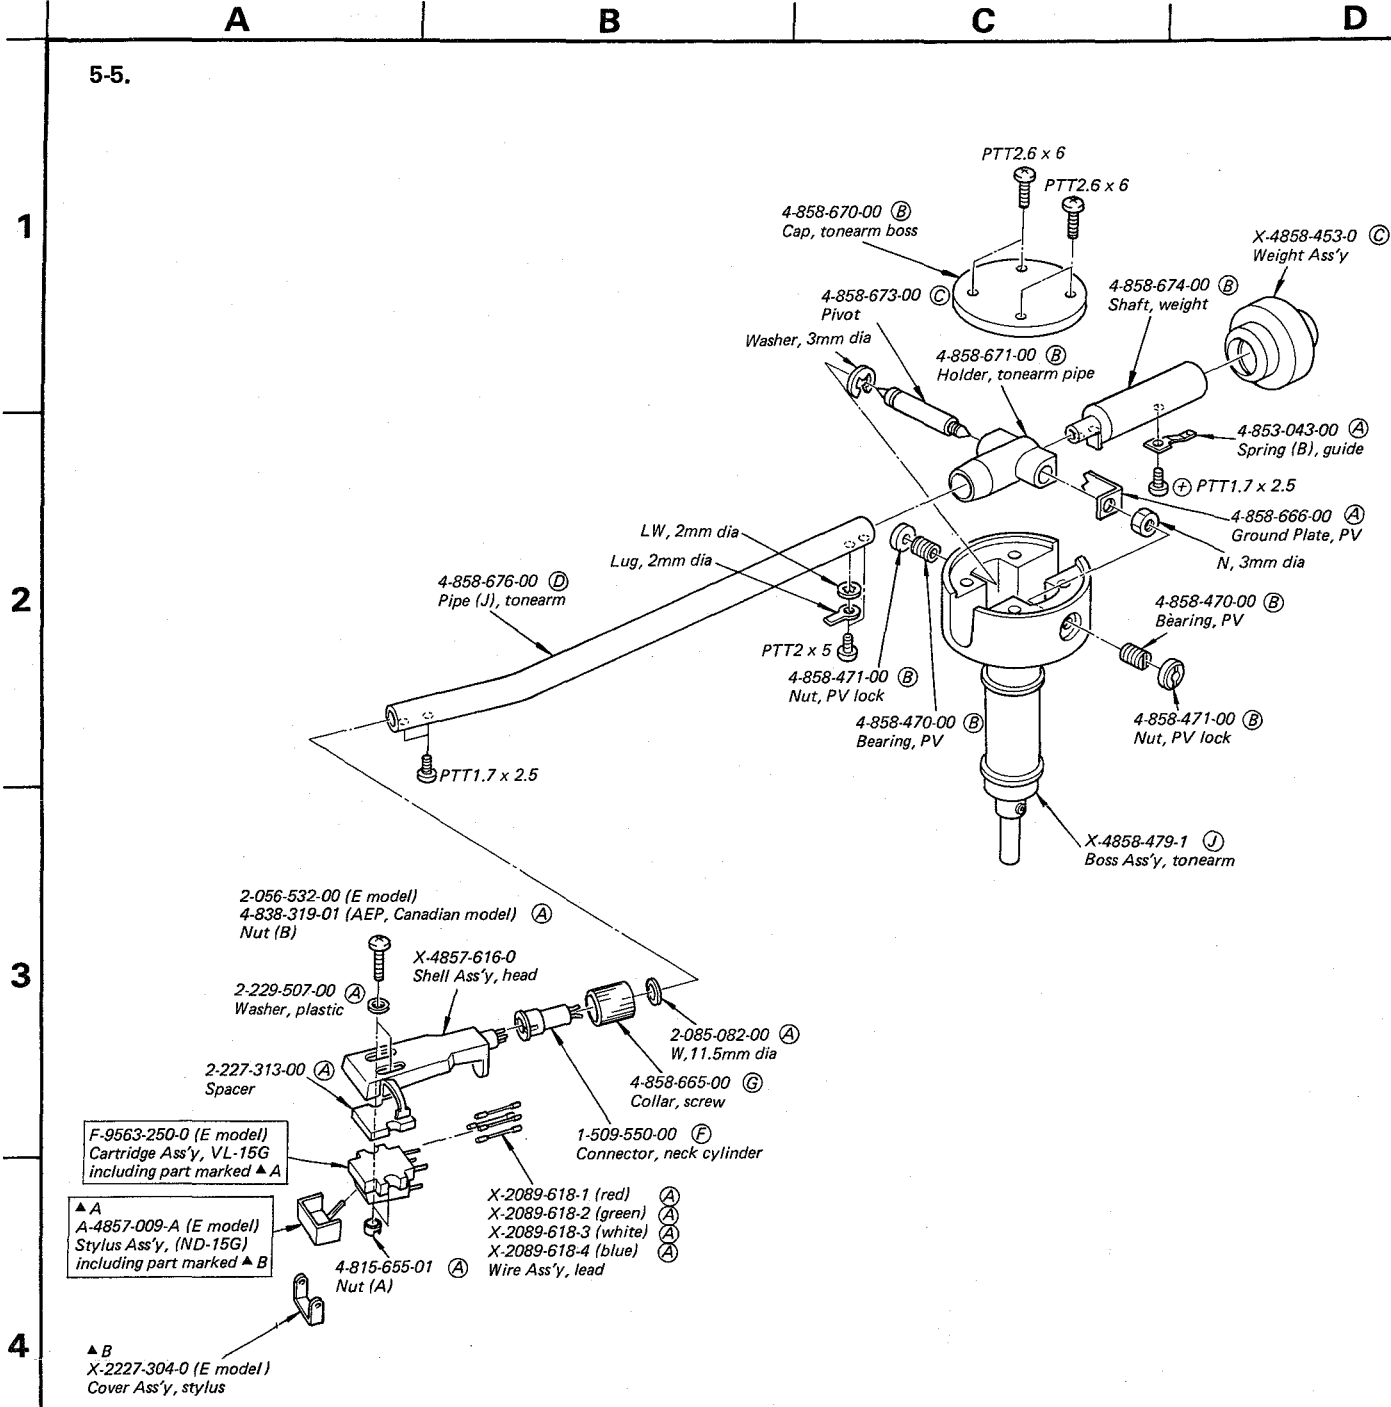 A
B
C
D
5-5.
1
PTT2.6 x 6
PTT2.6 x 6
4-858-670-00 Ⓑ
Cap, tonearm boss
X-4858-453-0 Ⓒ
Weight Ass'y
4-858-673-00 Ⓒ
Pivot
4-858-674-00 Ⓑ
Shaft, weight
Washer, 3mm dia
4-858-671-00 Ⓑ
Holder, tonearm pipe
4-853-043-00 Ⓐ
Spring (B), guide
⊕ PTT1.7 x 2.5
4-858-666-00 Ⓐ
Ground Plate, PV
N, 3mm dia
2
LW, 2mm dia
Lug, 2mm dia
4-858-676-00 Ⓓ
Pipe (J), tonearm
4-858-470-00 Ⓑ
Bearing, PV
PTT2 x 5
4-858-471-00 Ⓑ
Nut, PV lock
4-858-470-00 Ⓑ
Bearing, PV
4-858-471-00 Ⓑ
Nut, PV lock
PTT1.7 x 2.5
X-4858-479-1 Ⓙ
Boss Ass'y, tonearm
3
2-056-532-00 (E model)
4-838-319-01 (AEP, Canadian model) Ⓐ
Nut (B)
X-4857-616-0
Shell Ass'y, head
2-229-507-00 Ⓐ
Washer, plastic
2-085-082-00 Ⓐ
W, 11.5mm dia
2-227-313-00 Ⓐ
Spacer
4-858-665-00 Ⓖ
Collar, screw
F-9563-250-0 (E model)
Cartridge Ass'y, VL-15G
including part marked ▲ A
1-509-550-00 Ⓕ
Connector, neck cylinder
▲ A
A-4857-009-A (E model)
Stylus Ass'y, (ND-15G)
including part marked ▲ B
X-2089-618-1 (red) Ⓐ
X-2089-618-2 (green) Ⓐ
X-2089-618-3 (white) Ⓐ
X-2089-618-4 (blue) Ⓐ
Wire Ass'y, lead
4-815-655-01 Ⓐ
Nut (A)
4
▲ B
X-2227-304-0 (E model)
Cover Ass'y, stylus